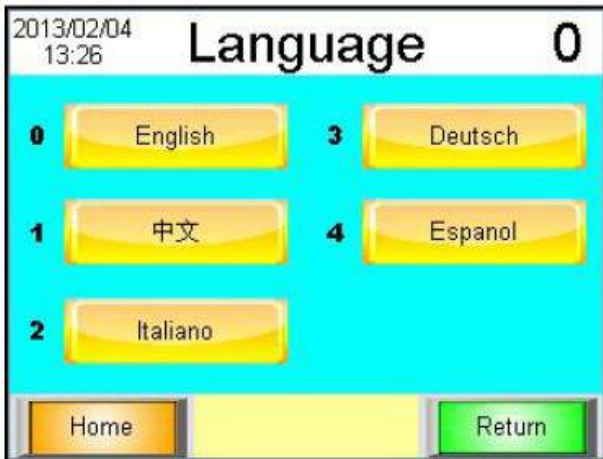 2013/02/04
13:26
Language
0
0 English
3 Deutsch
1 中文
4 Espanol
2 Italiano
Home
Return